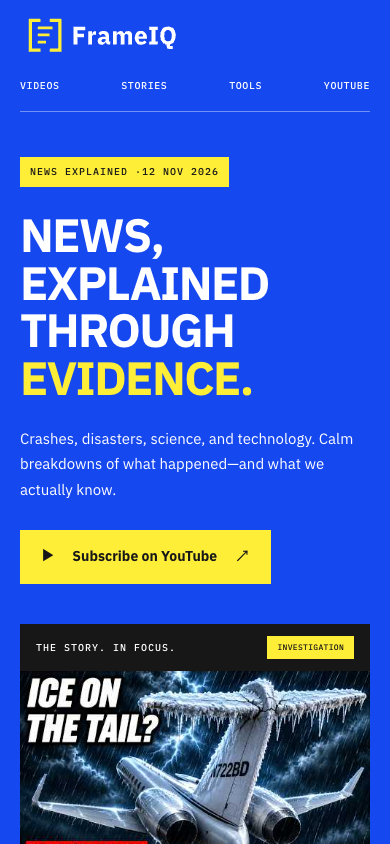 FrameIQ
VIDEOS STORIES TOOLS YOUTUBE
NEWS EXPLAINED ·12 NOV 2026
NEWS,
EXPLAINED
THROUGH
EVIDENCE.
Crashes, disasters, science, and technology. Calm
breakdowns of what happened—and what we
actually know.
Subscribe on YouTube ↗
THE STORY. IN FOCUS.
INVESTIGATION
ICE ON
THE TAIL?
N722BD